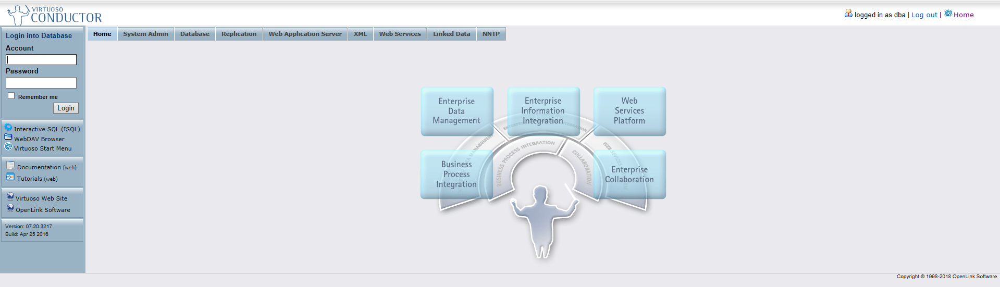 VIRTUOSO
CONDUCTOR
logged in as dba | Log out | Home
Login into Database
Account
Password
Remember me
Login
Interactive SQL (ISQL)
WebDAV Browser
Virtuoso Start Menu
Documentation (web)
Tutorials (web)
Virtuoso Web Site
OpenLink Software
Version: 07.20.3217
Build: Apr 25 2016
Home System Admin Database Replication Web Application Server XML Web Services Linked Data NNTP
Enterprise
Data
Management
Enterprise
Information
Integration
Web
Services
Platform
Business
Process
Integration
Enterprise
Collaboration
BUSINESS PROCESS INTEGRATION
COLLABORATION
Copyright © 1998-2018 OpenLink Software